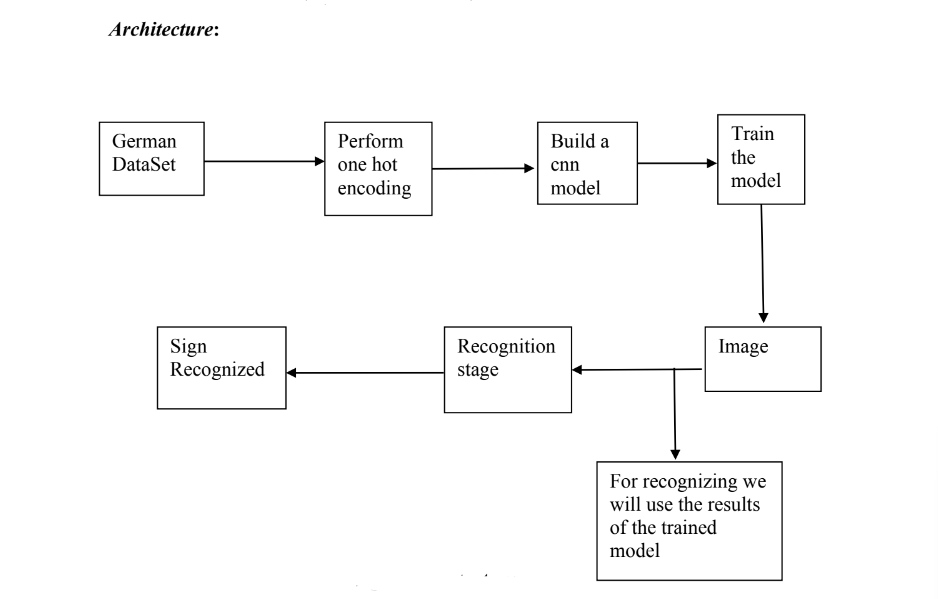 Architecture:
German
DataSet
Perform
one hot
encoding
Build a
cnn
model
Train
the
model
Image
Recognition
stage
Sign
Recognized
For recognizing we
will use the results
of the trained
model